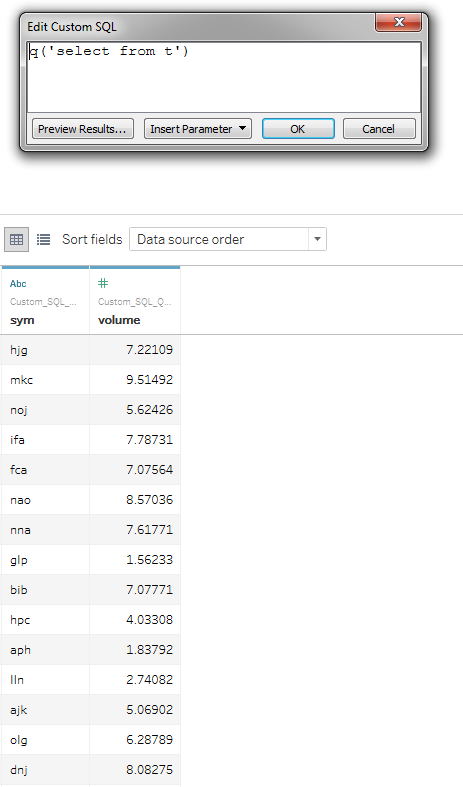 Edit Custom SQL
x
q('select from t')
Preview Results...
Insert Parameter
OK
Cancel
Sort fields
Data source order
Abc
#
Custom_SQL_...
Custom_SQL_Q...
sym
volume
hjg 7.22109
mkc 9.51492
noj 5.62426
ifa 7.78731
fca 7.07564
nao 8.57036
nna 7.61771
glp 1.56233
bib 7.07771
hpc 4.03308
aph 1.83792
lln 2.74082
ajk 5.06902
olg 6.28789
dnj 8.08275